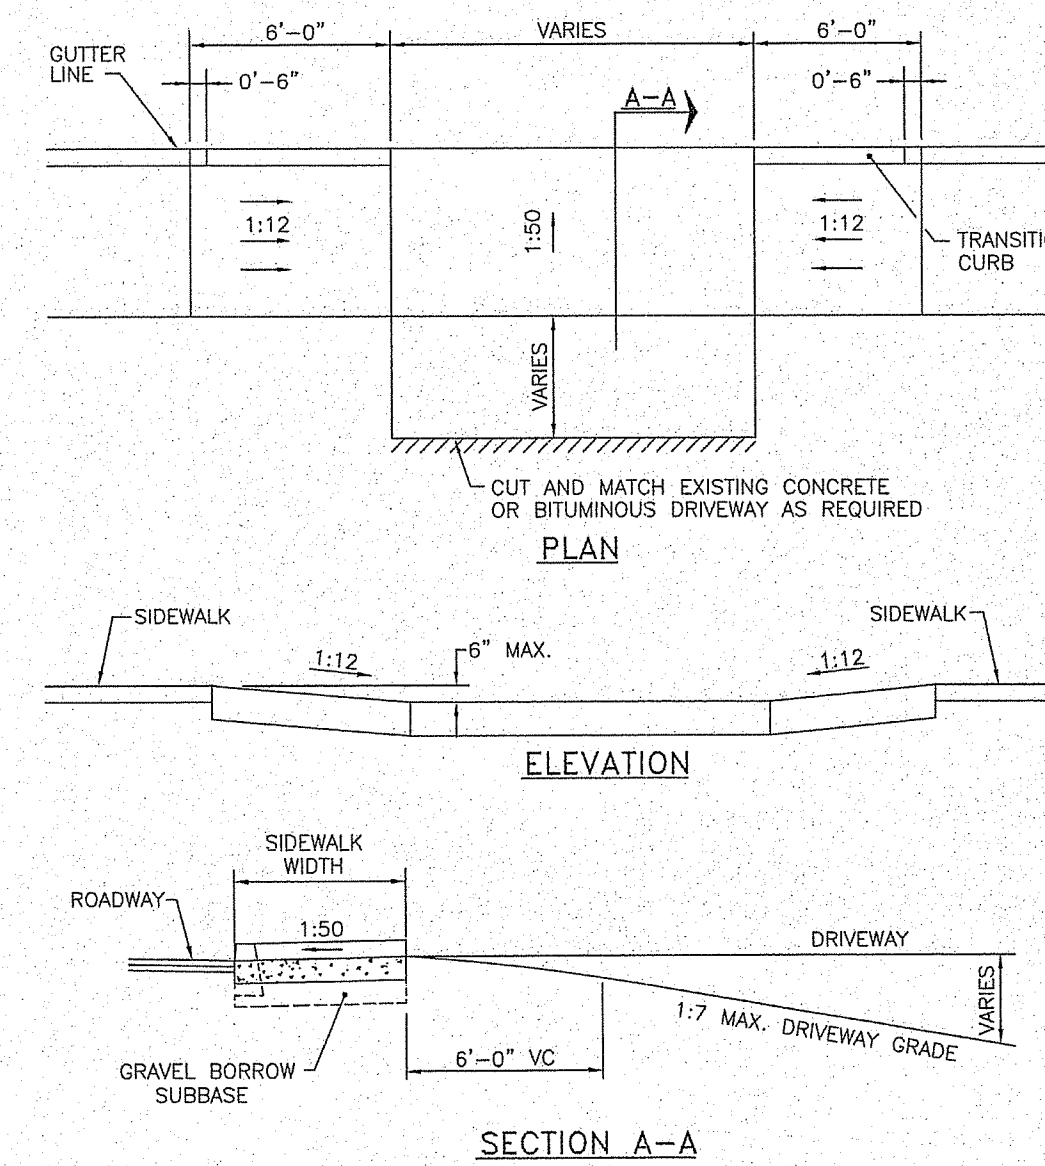 6'-0"
VARIES
6'-0"
GUTTER
LINE
0'-6"
A-A
0'-6"
1:12
1:50
1:12
TRANSITI
CURB
VARIES
CUT AND MATCH EXISTING CONCRETE
OR BITUMINOUS DRIVEWAY AS REQUIRED
PLAN
SIDEWALK
SIDEWALK
1:12
6" MAX.
1:12
ELEVATION
SIDEWALK
WIDTH
ROADWAY
1:50
DRIVEWAY
VARIES
1:7 MAX. DRIVEWAY GRADE
6'-0" VC
GRAVEL BORROW
SUBBASE
SECTION A-A